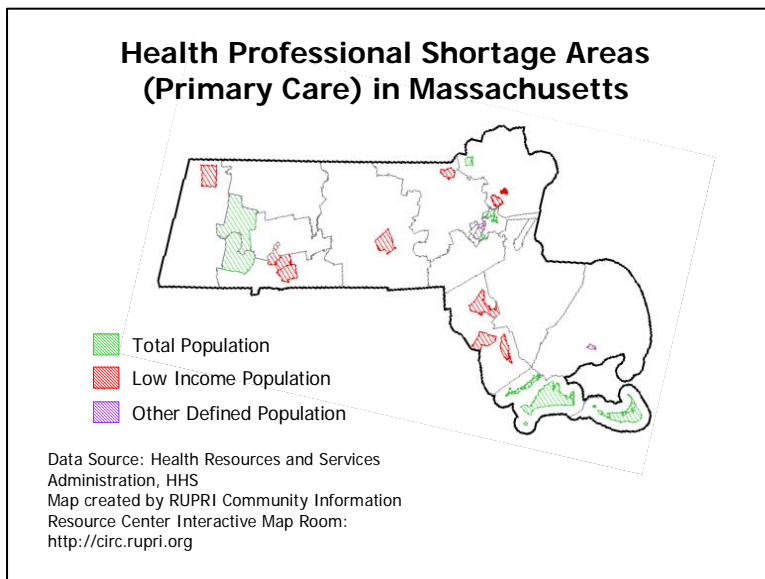 Health Professional Shortage Areas
(Primary Care) in Massachusetts
Total Population
Low Income Population
Other Defined Population
Data Source: Health Resources and Services
Administration, HHS
Map created by RUPRI Community Information
Resource Center Interactive Map Room:
http://circ.rupri.org